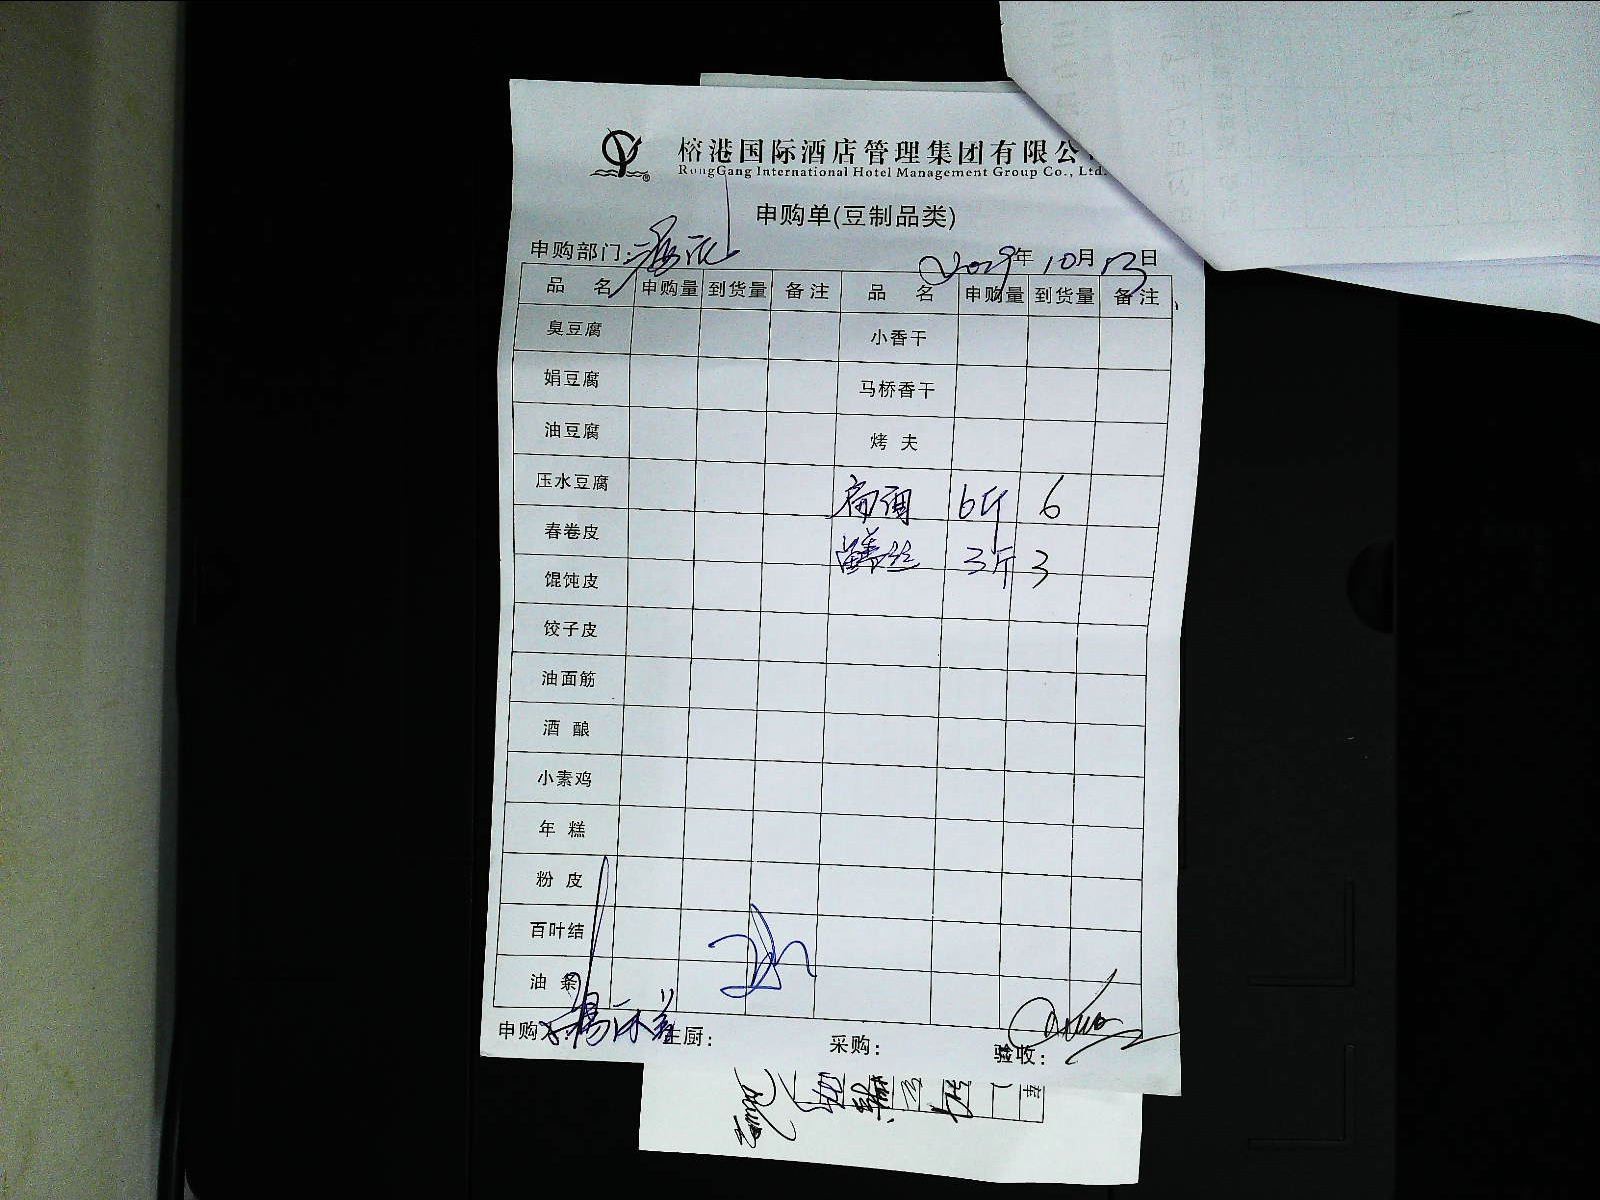 榕港国际酒店管理集团有限公
RongGang International Hotel Management Group Co., Ltd.
申购单(豆制品类)
申购部门: 年 10月13日
品 名 申购量 到货量 备注 品 名 申购量 到货量 备注
臭豆腐 小香干
娟豆腐 马桥香干
油豆腐 烤 夫
压水豆腐 6斤 6
春卷皮 3斤 3
馄饨皮
饺子皮
油面筋
酒 酿
小素鸡
年 糕
粉 皮
百叶结
油 条
申购 主厨: 采购: 验收: